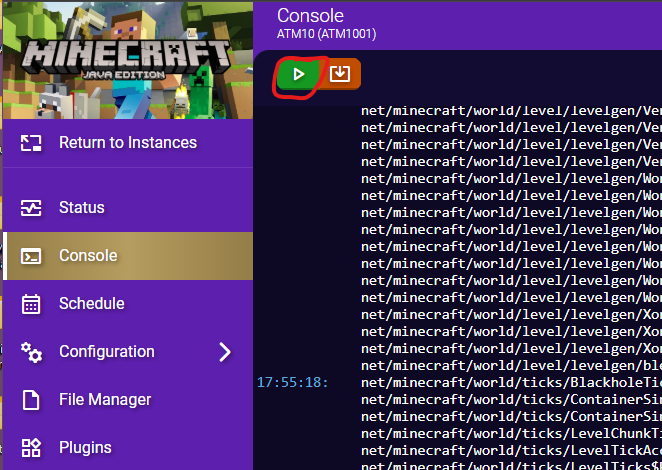 MINECRAFT
JAVA EDITION
Return to Instances
Status
Console
Schedule
Configuration
File Manager
Plugins
Console
ATM10 (ATM1001)
net/minecraft/world/level/levelgen/Ver
net/minecraft/world/level/levelgen/Ver
net/minecraft/world/level/levelgen/Ver
net/minecraft/world/level/levelgen/Ver
net/minecraft/world/level/levelgen/Wor
net/minecraft/world/level/levelgen/Wor
net/minecraft/world/level/levelgen/Wor
net/minecraft/world/level/levelgen/Wor
net/minecraft/world/level/levelgen/Wor
net/minecraft/world/level/levelgen/Wor
net/minecraft/world/level/levelgen/Wor
net/minecraft/world/level/levelgen/Wor
net/minecraft/world/level/levelgen/Xor
net/minecraft/world/level/levelgen/Xor
net/minecraft/world/level/levelgen/Xor
net/minecraft/world/level/levelgen/ble
17:55:18: net/minecraft/world/ticks/BlackholeTic
net/minecraft/world/ticks/ContainerSin
net/minecraft/world/ticks/ContainerSin
net/minecraft/world/ticks/LevelChunkTi
net/minecraft/world/ticks/LevelTickAcc
net/minecraft/world/ticks/LevelTicks$